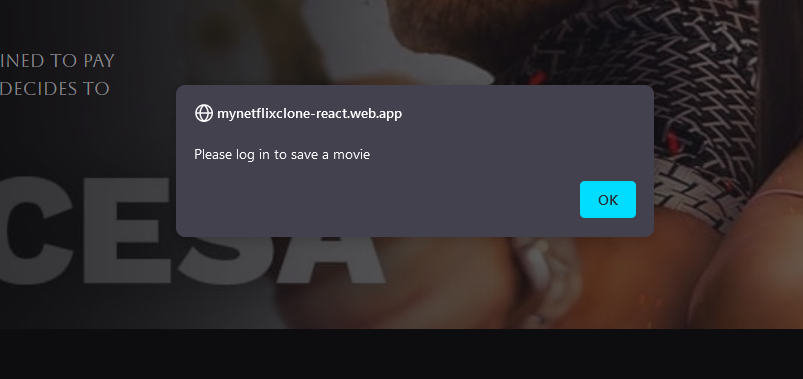 INED TO PAY
DECIDES TO
mynetflixclone-react.web.app
Please log in to save a movie
OK
CESA